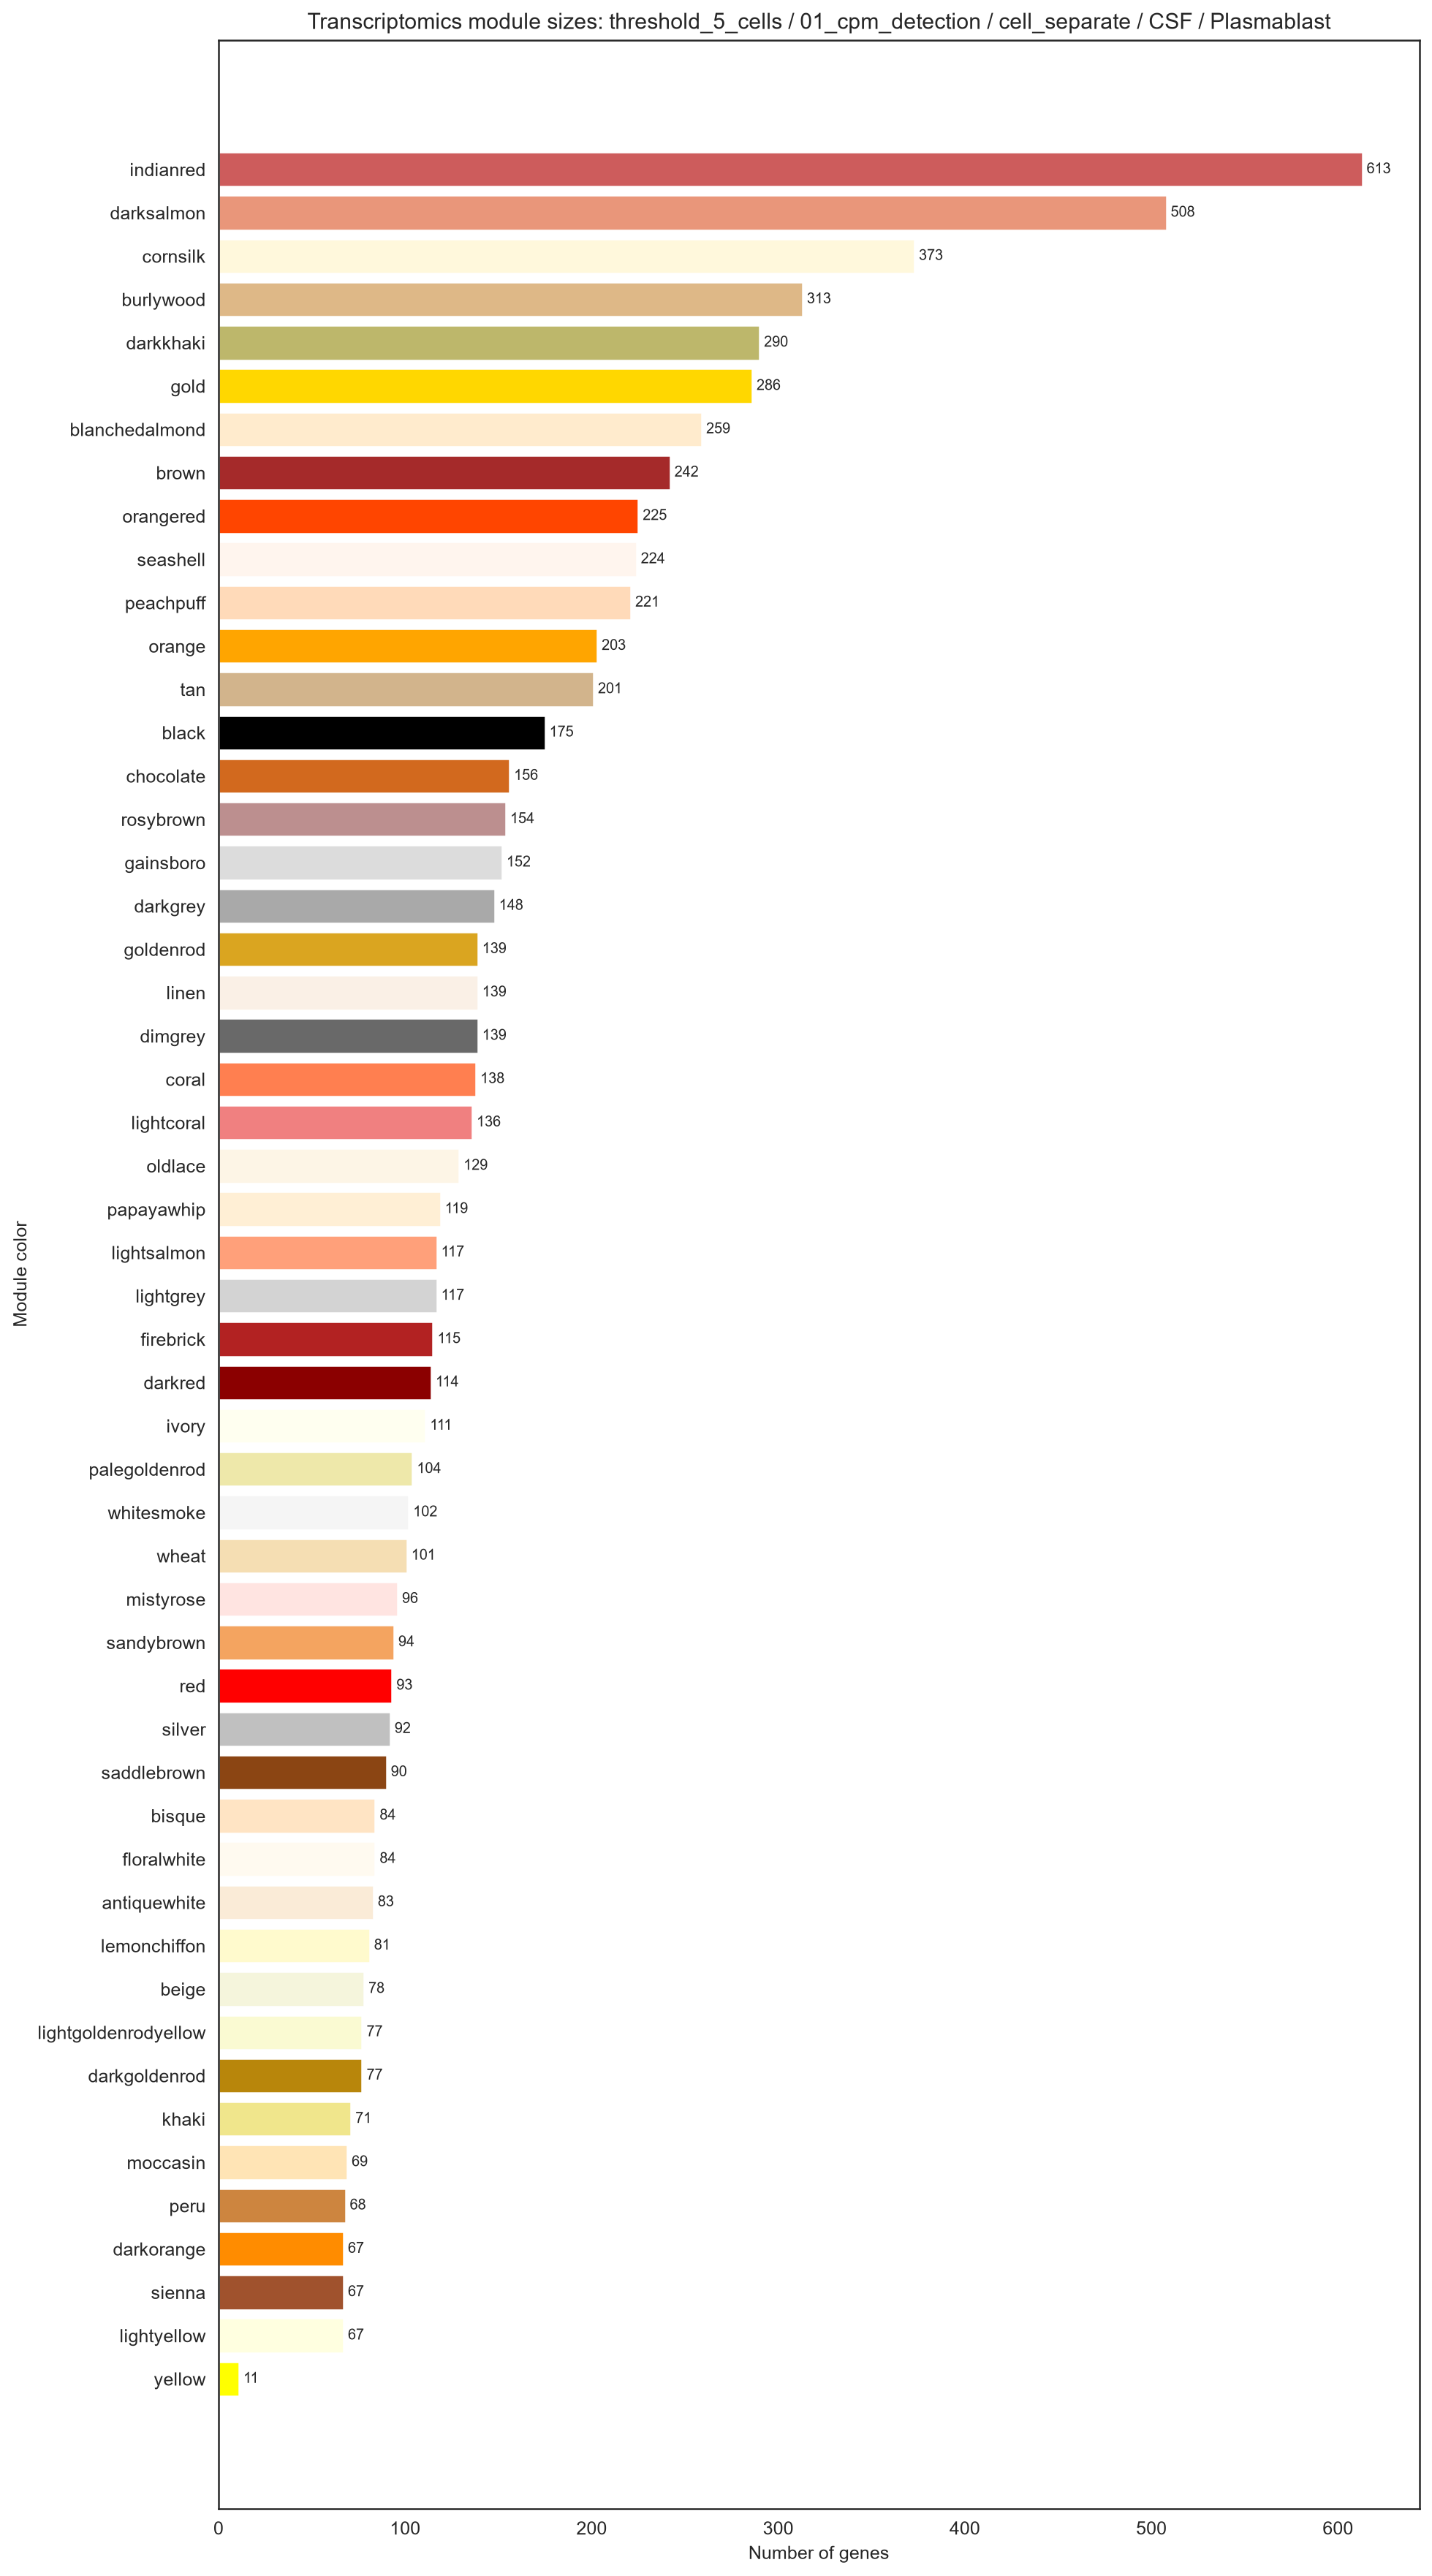 Transcriptomics module sizes: threshold_5_cells / 01_cpm_detection / cell_separate / CSF / Plasmablast
indianred 613
darksalmon 508
cornsilk 373
burlywood 313
darkkhaki 290
gold 286
blanchedalmond 259
brown 242
orangered 225
seashell 224
peachpuff 221
orange 203
tan 201
black 175
chocolate 156
rosybrown 154
gainsboro 152
darkgrey 148
goldenrod 139
linen 139
dimgrey 139
coral 138
lightcoral 136
oldlace 129
papayawhip 119
lightsalmon 117
lightgrey 117
firebrick 115
darkred 114
ivory 111
palegoldenrod 104
whitesmoke 102
wheat 101
mistyrose 96
sandybrown 94
red 93
silver 92
saddlebrown 90
bisque 84
floralwhite 84
antiquewhite 83
lemonchiffon 81
beige 78
lightgoldenrodyellow 77
darkgoldenrod 77
khaki 71
moccasin 69
peru 68
darkorange 67
sienna 67
lightyellow 67
yellow 11
Module color
0 100 200 300 400 500 600
Number of genes